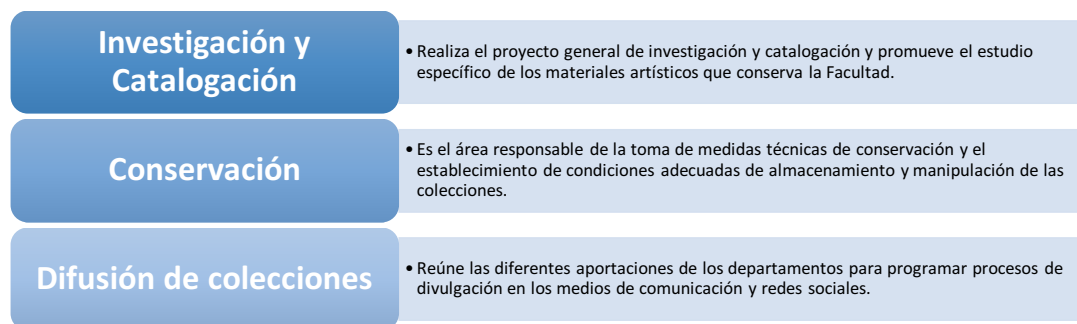 Investigación y
Catalogación
• Realiza el proyecto general de investigación y catalogación y promueve el estudio
específico de los materiales artísticos que conserva la Facultad.
Conservación
• Es el área responsable de la toma de medidas técnicas de conservación y el
establecimiento de condiciones adecuadas de almacenamiento y manipulación de las
colecciones.
Difusión de colecciones
• Reúne las diferentes aportaciones de los departamentos para programar procesos de
divulgación en los medios de comunicación y redes sociales.